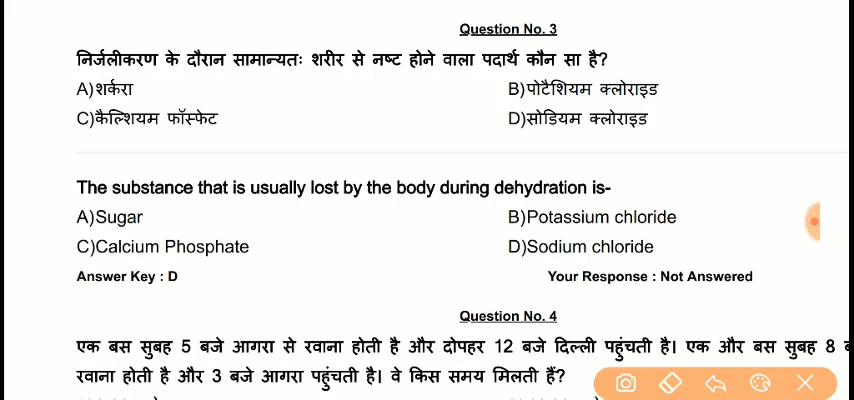 Question No. 3
निर्जलीकरण के दौरान सामान्यतः शरीर से नष्ट होने वाला पदार्थ कौन सा है?
A)शर्करा B)पोटैशियम क्लोराइड
C)कैल्शियम फॉस्फेट D)सोडियम क्लोराइड
The substance that is usually lost by the body during dehydration is-
A)Sugar B)Potassium chloride
C)Calcium Phosphate D)Sodium chloride
Answer Key : D Your Response : Not Answered
Question No. 4
एक बस सुबह 5 बजे आगरा से रवाना होती है और दोपहर 12 बजे दिल्ली पहुंचती है। एक और बस सुबह 8
रवाना होती है और 3 बजे आगरा पहुंचती है। वे किस समय मिलती हैं?